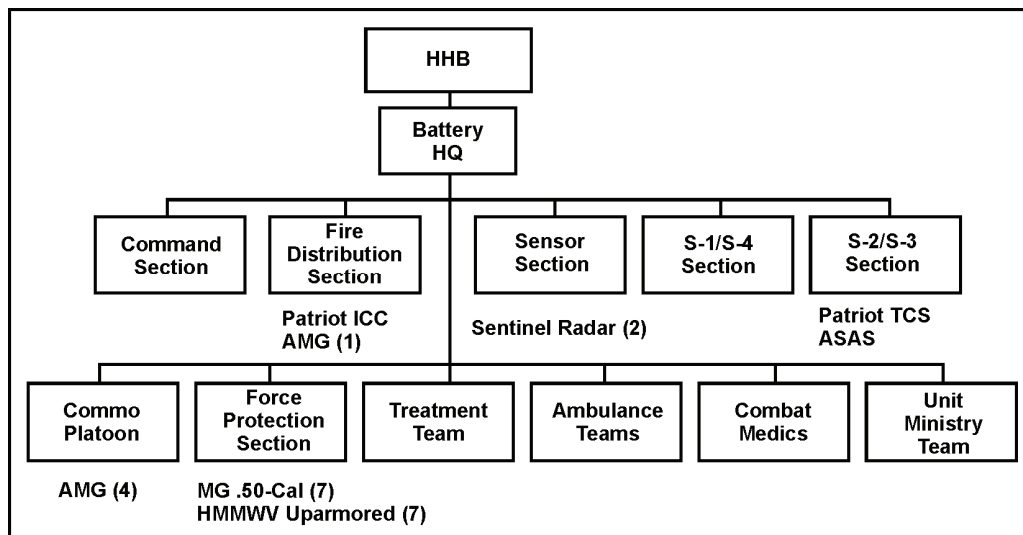 HHB
Battery
HQ
Command
Section
Fire
Distribution
Section
Sensor
Section
S-1/S-4
Section
S-2/S-3
Section
Patriot ICC
AMG (1)
Sentinel Radar (2)
Patriot TCS
ASAS
Commo
Platoon
Force
Protection
Section
Treatment
Team
Ambulance
Teams
Combat
Medics
Unit
Ministry
Team
AMG (4)
MG .50-Cal (7)
HMMWV Uparmored (7)